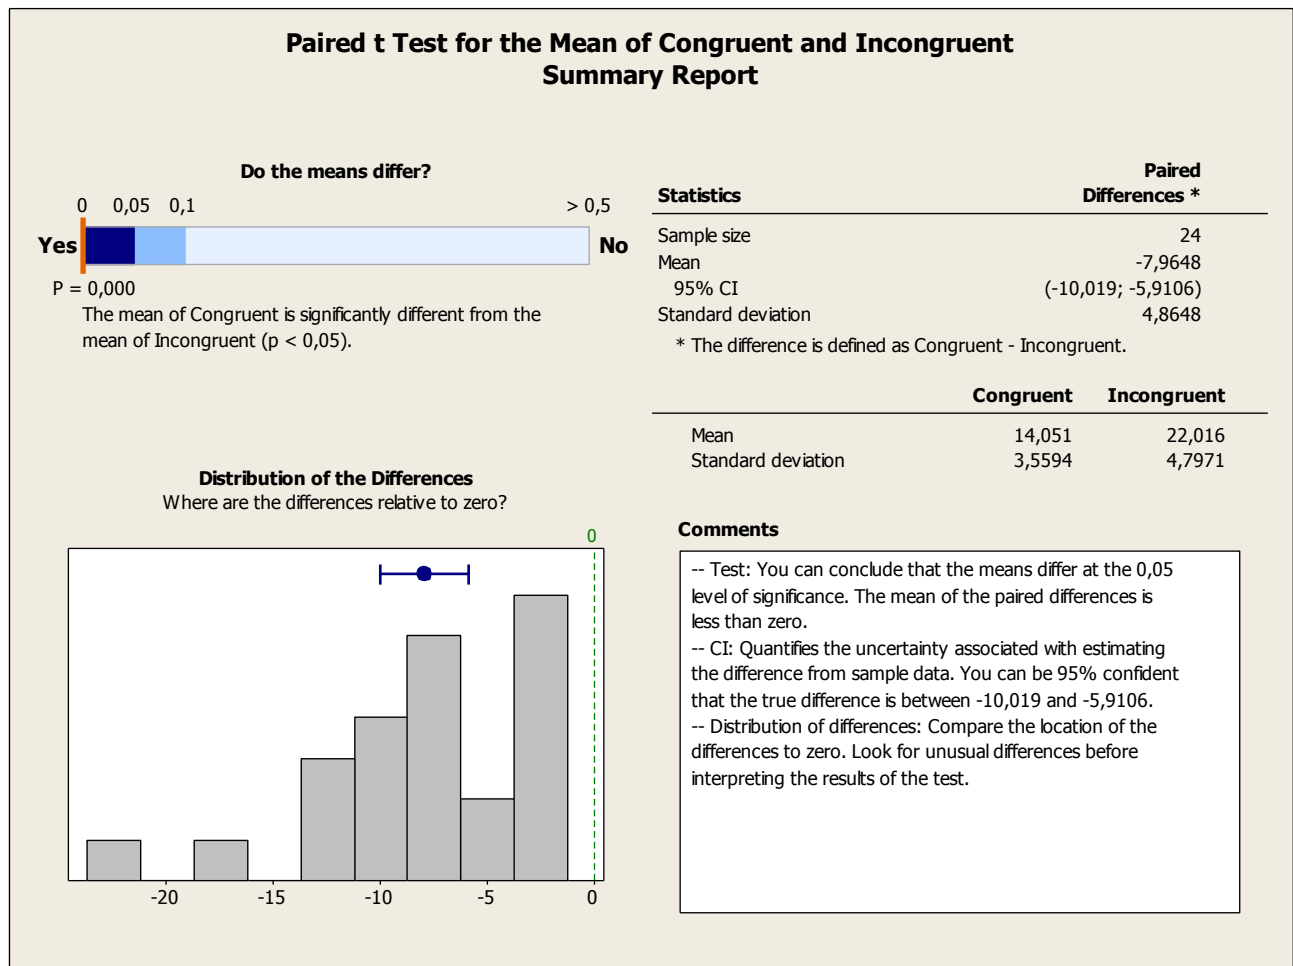 Paired t Test for the Mean of Congruent and Incongruent
Summary Report
Do the means differ?
0 0,05 0,1 > 0,5
Yes No
P = 0,000
The mean of Congruent is significantly different from the
mean of Incongruent (p < 0,05).
Paired
Statistics Differences *
Sample size 24
Mean -7,9648
95% CI (-10,019; -5,9106)
Standard deviation 4,8648
* The difference is defined as Congruent - Incongruent.
Congruent Incongruent
Mean 14,051 22,016
Standard deviation 3,5594 4,7971
Distribution of the Differences
Where are the differences relative to zero?
0
-20 -15 -10 -5 0
Comments
-- Test: You can conclude that the means differ at the 0,05
level of significance. The mean of the paired differences is
less than zero.
-- CI: Quantifies the uncertainty associated with estimating
the difference from sample data. You can be 95% confident
that the true difference is between -10,019 and -5,9106.
-- Distribution of differences: Compare the location of the
differences to zero. Look for unusual differences before
interpreting the results of the test.